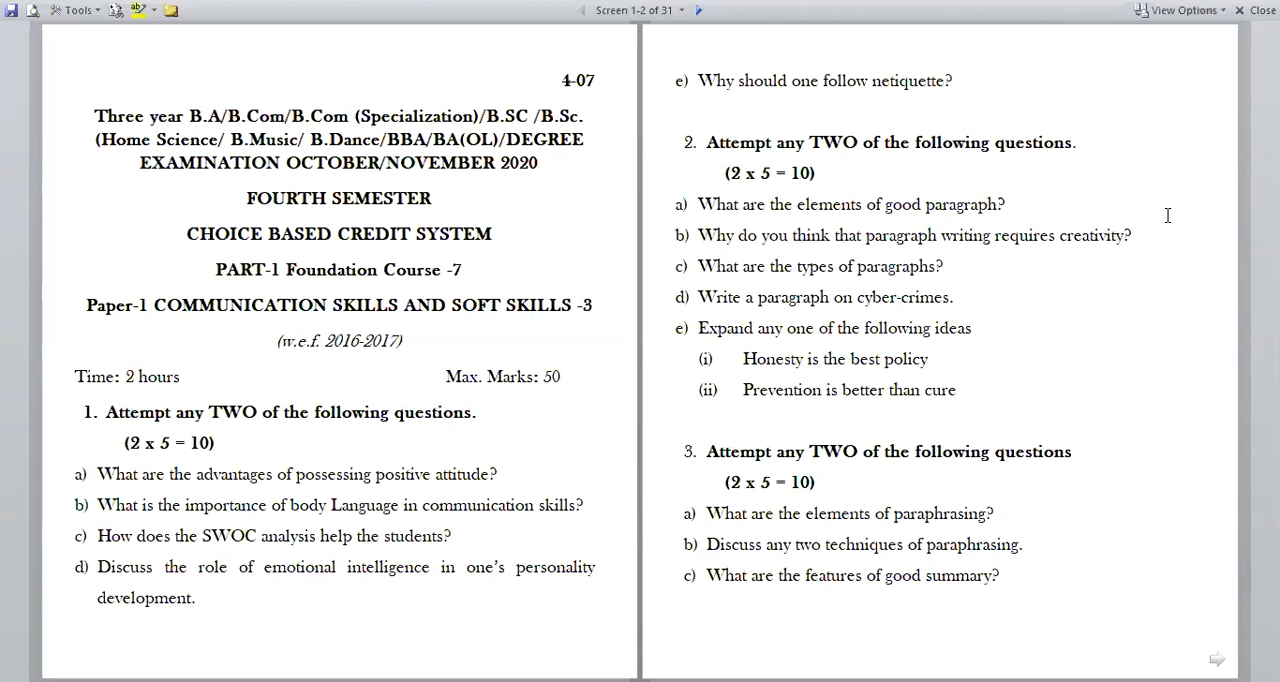 Tools
Screen 1-2 of 31
View Options
Close
4-07
Three year B.A/B.Com/B.Com (Specialization)/B.SC /B.Sc.
(Home Science/ B.Music/ B.Dance/BBA/BA(OL)/DEGREE
EXAMINATION OCTOBER/NOVEMBER 2020
FOURTH SEMESTER
CHOICE BASED CREDIT SYSTEM
PART-1 Foundation Course -7
Paper-1 COMMUNICATION SKILLS AND SOFT SKILLS -3
(w.e.f. 2016-2017)
Time: 2 hours Max. Marks: 50
1. Attempt any TWO of the following questions.
(2 x 5 = 10)
a) What are the advantages of possessing positive attitude?
b) What is the importance of body Language in communication skills?
c) How does the SWOC analysis help the students?
d) Discuss the role of emotional intelligence in one's personality
development.
e) Why should one follow netiquette?
2. Attempt any TWO of the following questions.
(2 x 5 = 10)
a) What are the elements of good paragraph?
b) Why do you think that paragraph writing requires creativity?
c) What are the types of paragraphs?
d) Write a paragraph on cyber-crimes.
e) Expand any one of the following ideas
(i) Honesty is the best policy
(ii) Prevention is better than cure
3. Attempt any TWO of the following questions
(2 x 5 = 10)
a) What are the elements of paraphrasing?
b) Discuss any two techniques of paraphrasing.
c) What are the features of good summary?